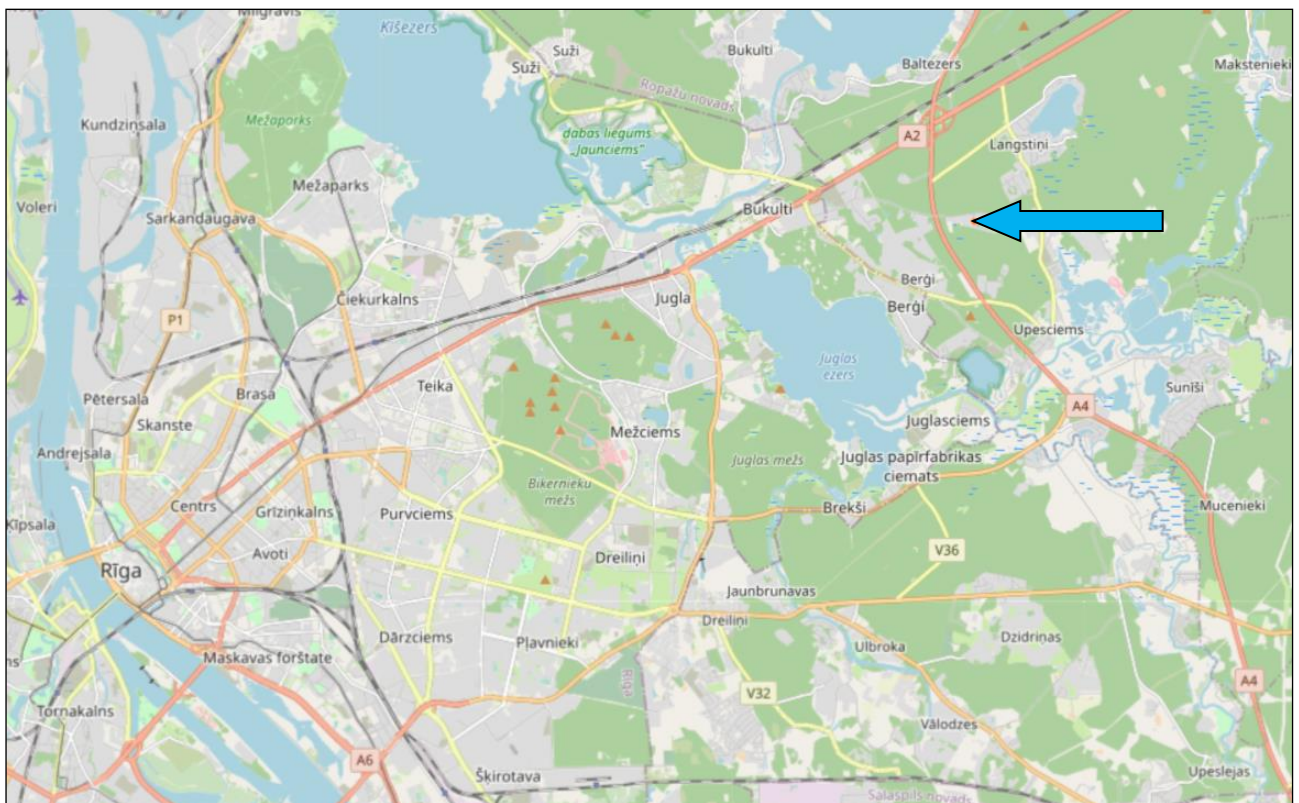 Milgrāvis
Ķīšezers
Suži
Suži
Bukulti
Baltezers
Makstenieki
Ropažu novads
Kundziņsala
Mežaparks
dabas liegums
„Jaunciems”
A2
Langstiņi
Mežaparks
Voleri
Sarkandaugava
Bukulti
Berģi
Čiekurkalns
Jugla
Berģi
P1
Upesciems
Juglas
ezers
Teika
Sunīši
Brasa
Pētersala
A4
Skanste
Mežciems
Juglasciems
Andrejsala
Juglas mežs
Juglas papīrfabrikas
ciemats
Biķernieku
mežs
Centrs
Grīziņkalns
Purvciems
Brekši
Mucenieki
Ķīpsala
Avoti
Dreiliņi
V36
Rīga
Jaunbrunavas
Dreiliņi
Dārzciems
Pļavnieki
Ulbroka
Dzidriņas
Maskavas forštate
Rīga
V32
A4
Torņakalns
Vālodzes
A6
Šķirotava
Upeslejas
Salaspils novads